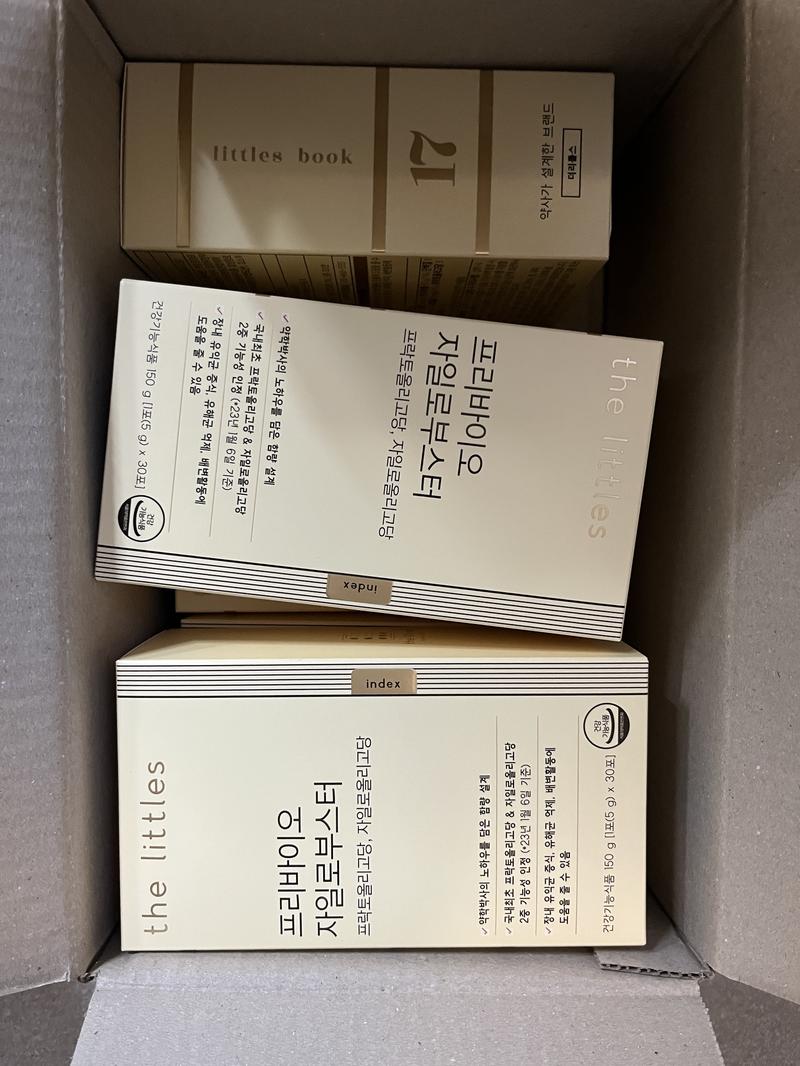 littles book
17
약사가 설계한 브랜드
더리틀스
the littles
프리바이오
자일로부스터
프락토올리고당, 자일로올리고당
약학박사의 노하우를 담은 함량 설계
국내최초 프락토올리고당 & 자일로올리고당
2중 기능성 인정 (*23년 1월 6일 기준)
장내 유익균 증식, 유해균 억제, 배변활동에
도움을 줄 수 있음
건강기능식품 150 g [1포(5 g) x 30포]
건강
기능식품
index
index
the littles
프리바이오
자일로부스터
프락토올리고당, 자일로올리고당
약학박사의 노하우를 담은 함량 설계
국내최초 프락토올리고당 & 자일로올리고당
2중 기능성 인정 (*23년 1월 6일 기준)
장내 유익균 증식, 유해균 억제, 배변활동에
도움을 줄 수 있음
건강기능식품 150 g [1포(5 g) x 30포]
건강
기능식품